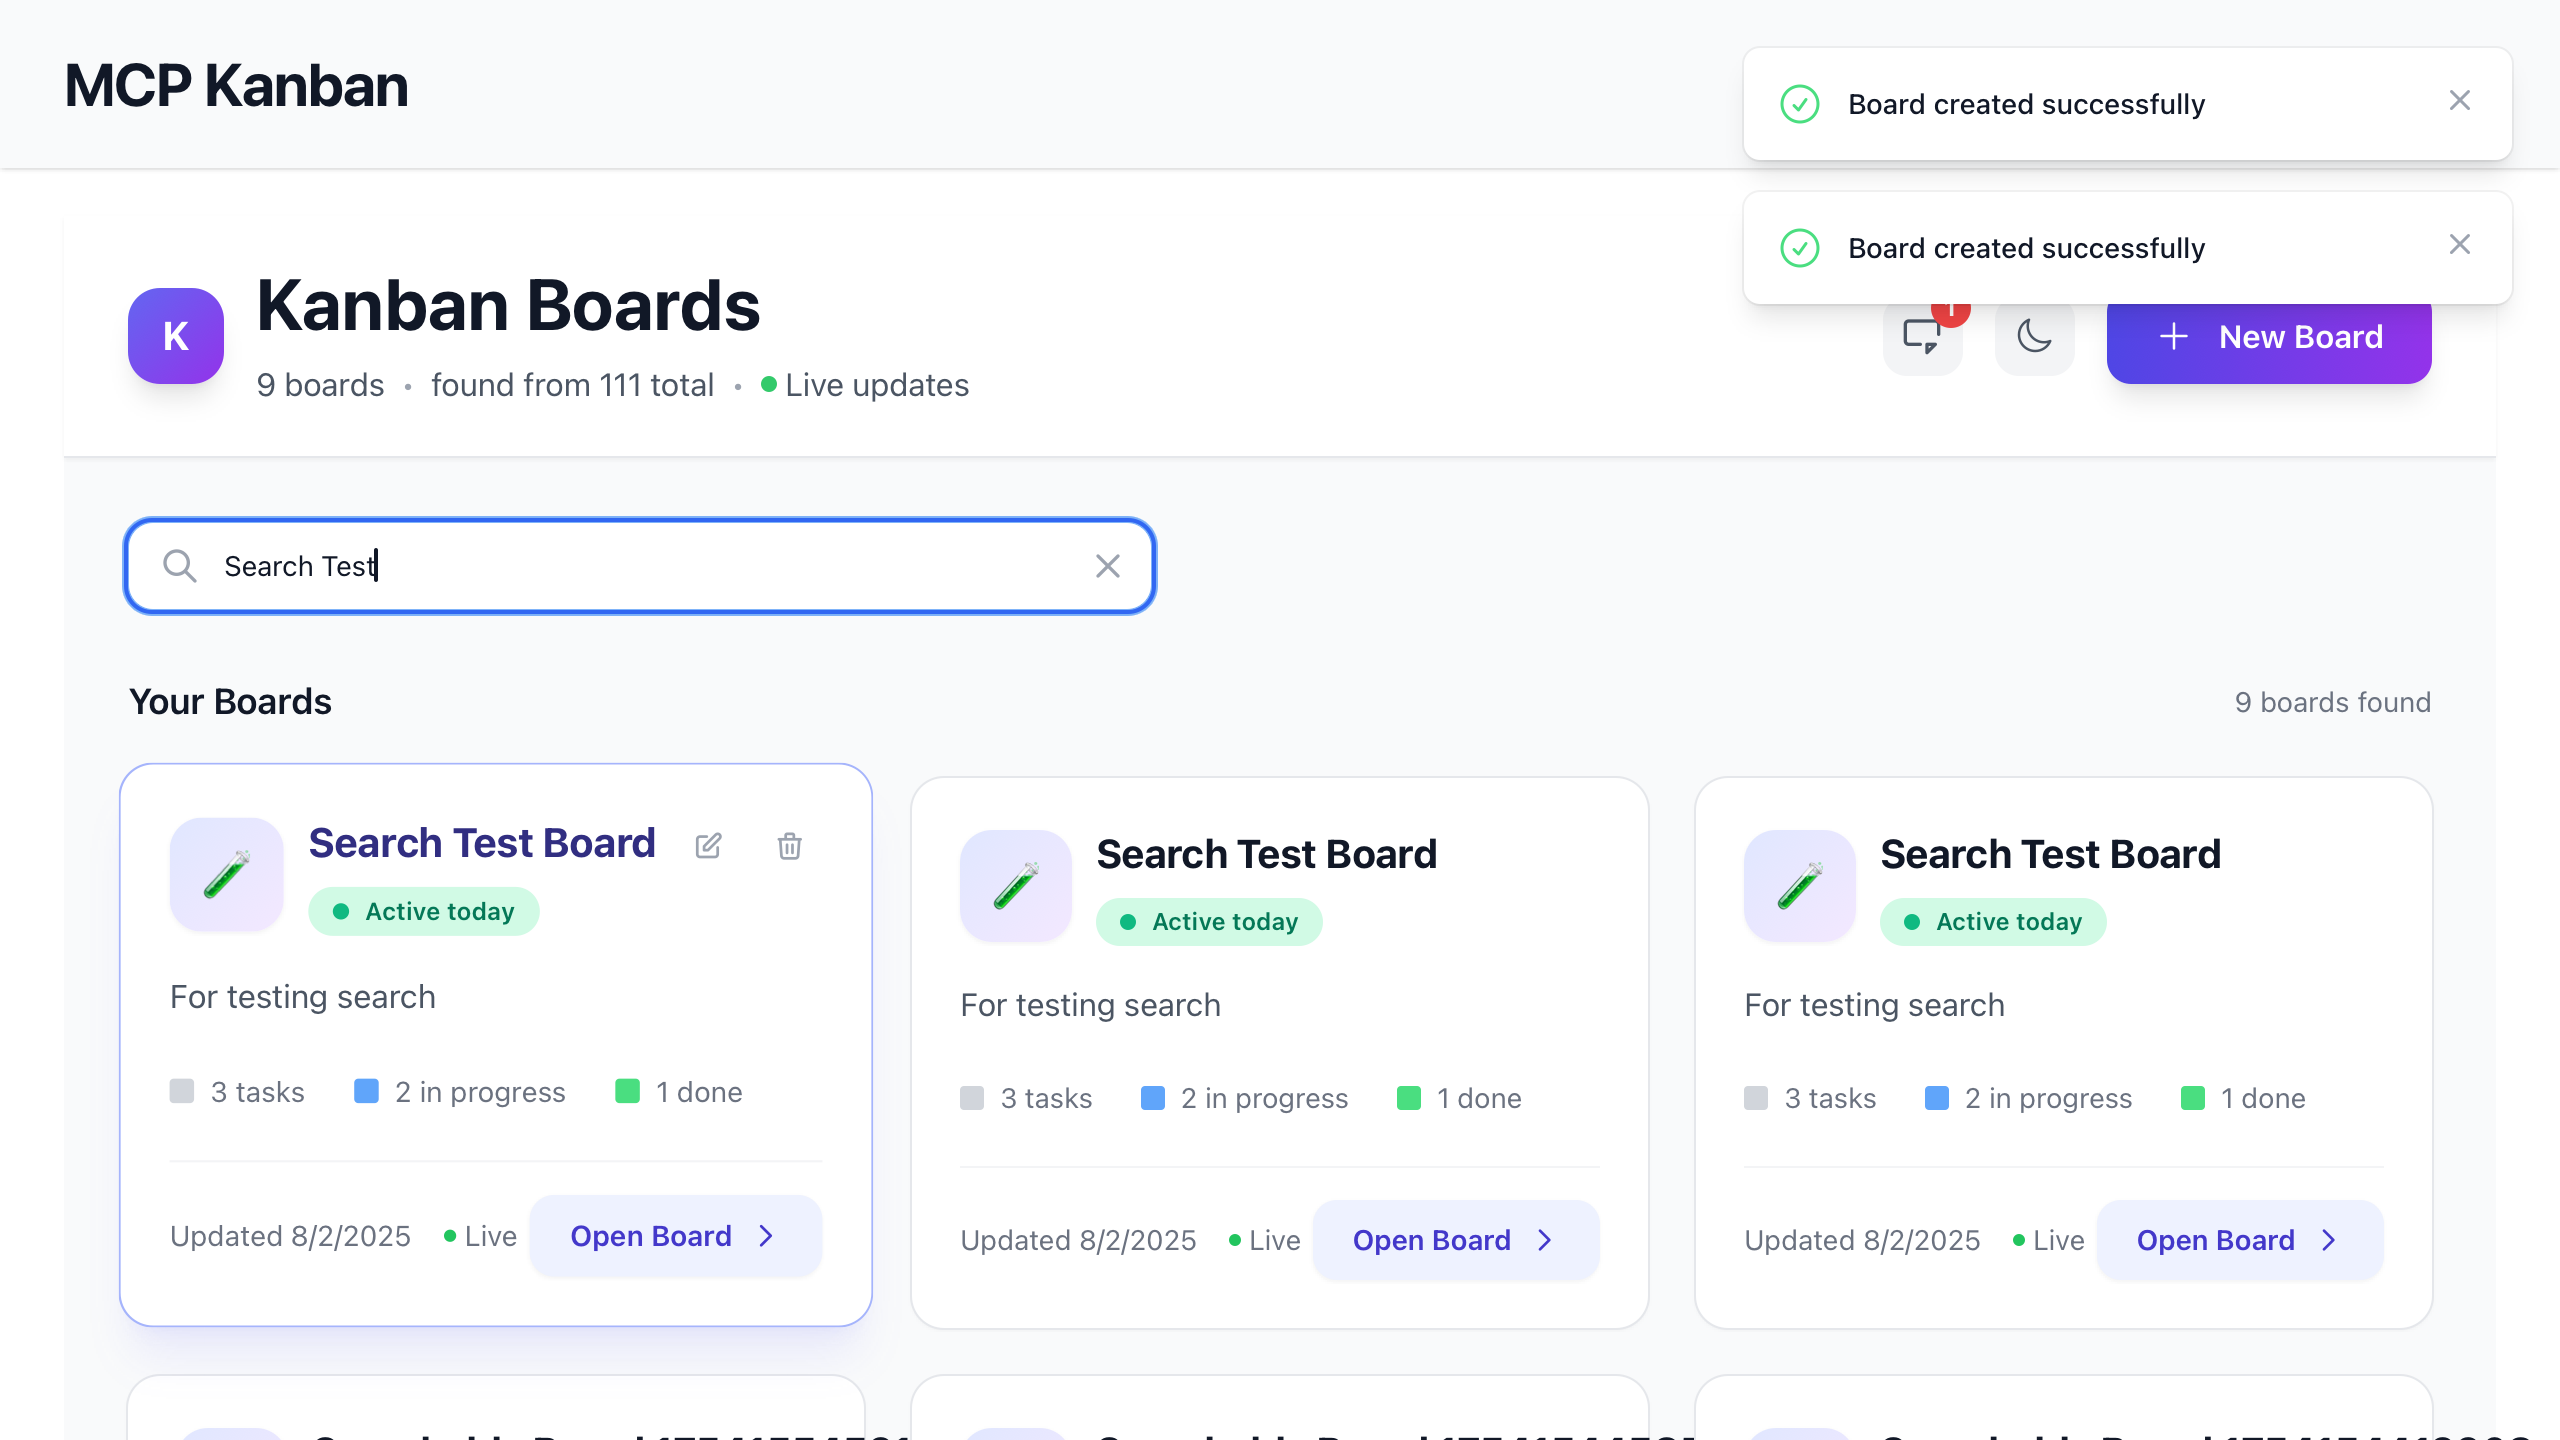 MCP Kanban
Board created successfully
Board created successfully
K
Kanban Boards
9 boards • found from 111 total • Live updates
New Board
Search Test
Your Boards
9 boards found
Search Test Board
Active today
For testing search
3 tasks
2 in progress
1 done
Updated 8/2/2025
Live
Open Board
Search Test Board
Active today
For testing search
3 tasks
2 in progress
1 done
Updated 8/2/2025
Live
Open Board
Search Test Board
Active today
For testing search
3 tasks
2 in progress
1 done
Updated 8/2/2025
Live
Open Board